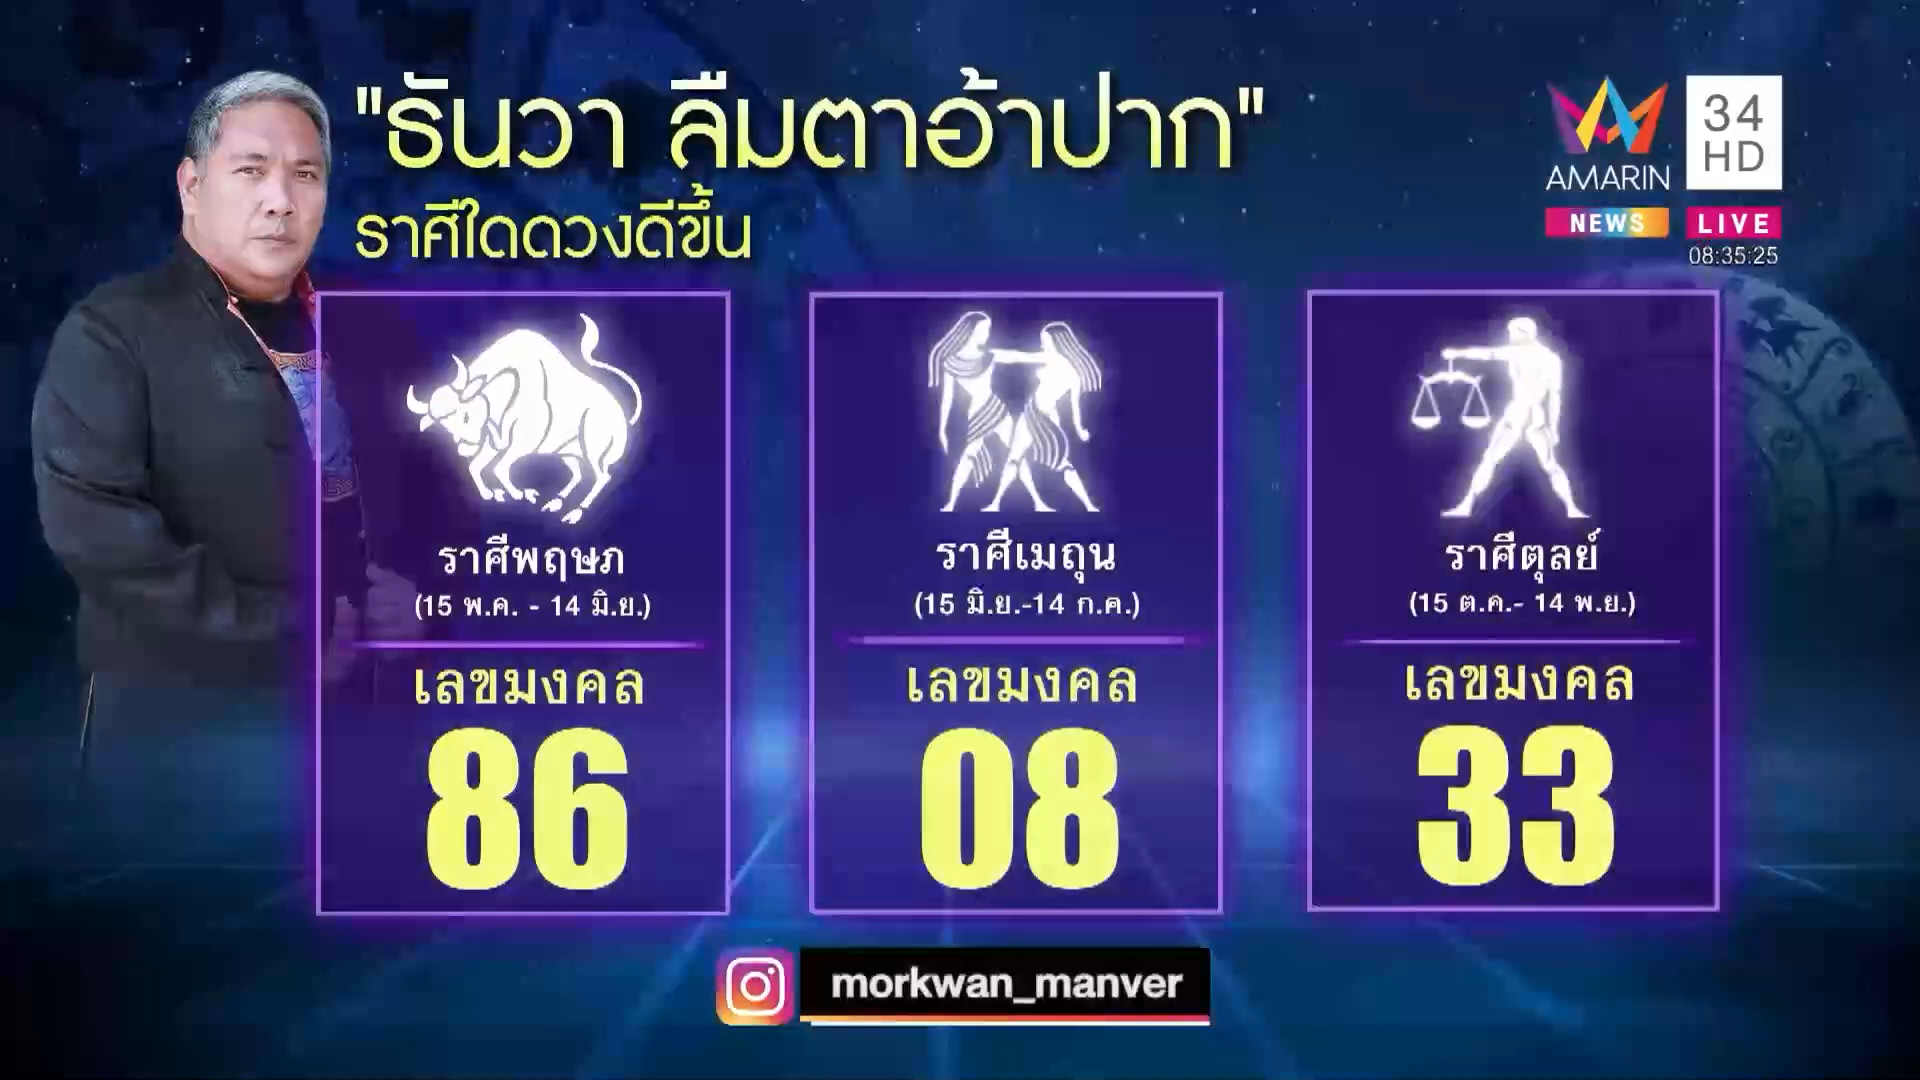 "ธันวา ลืมตาอ้าปาก"
ราศีใดดวงดีขึ้น
AMARIN
34
HD
NEWS
LIVE
08:35:25
ราศีพฤษภ
(15 พ.ค. - 14 มิ.ย.)
เลขมงคล
86
ราศีเมถุน
(15 มิ.ย.-14 ก.ค.)
เลขมงคล
08
ราศีตุลย์
(15 ต.ค.- 14 พ.ย.)
เลขมงคล
33
morkwan_manver